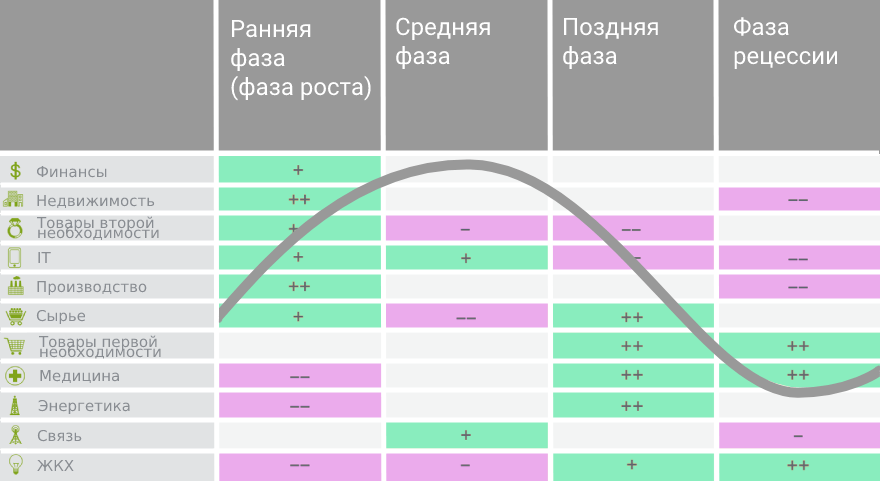 Ранняя
фаза
(фаза роста)
Средняя
фаза
Поздняя
фаза
Фаза
рецессии
Финансы +
Недвижимость ++ --
Товары второй
необходимости + - --
IT + + - --
Производство ++ --
Сырье + -- ++
Товары первой
необходимости ++ ++
Медицина -- ++ ++
Энергетика -- ++
Связь + -
ЖКХ -- - + ++